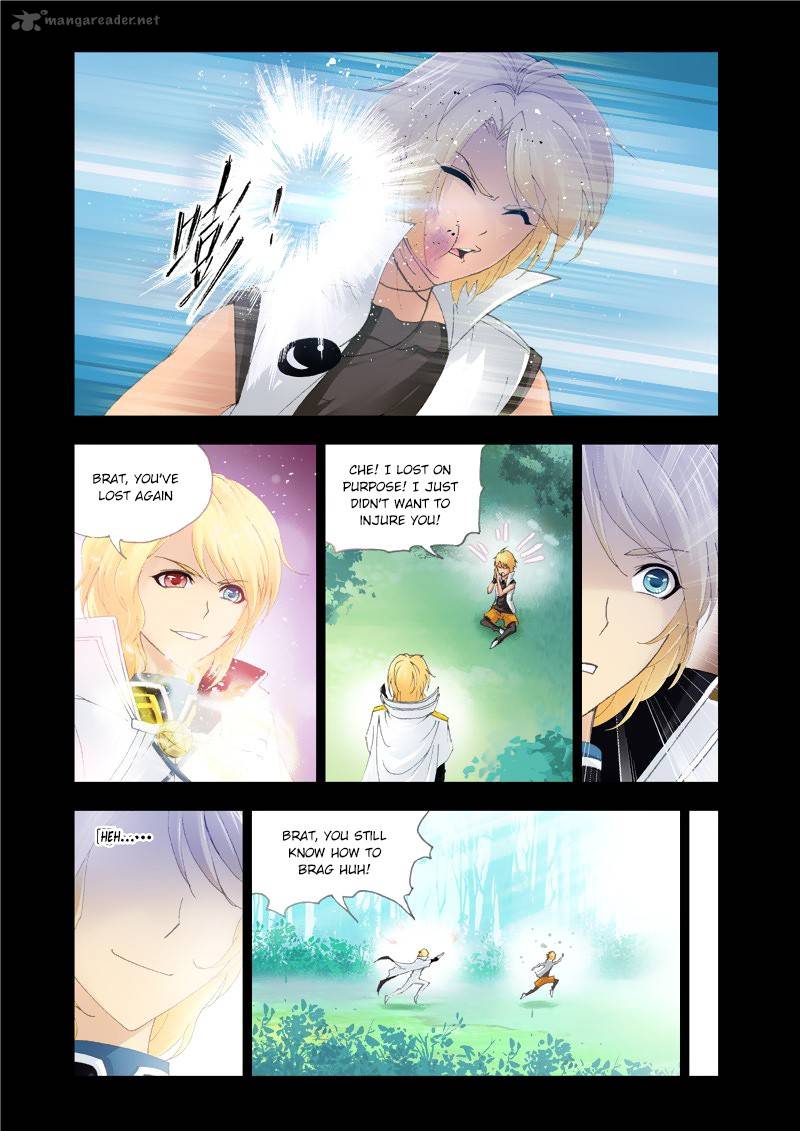 mangareader.net
嘭!
BRAT, YOU'VE
LOST AGAIN
CHE! I LOST ON
PURPOSE! I JUST
DIDN'T WANT TO
INJURE YOU!
HEH......
BRAT, YOU STILL
KNOW HOW TO
BRAG HUH!